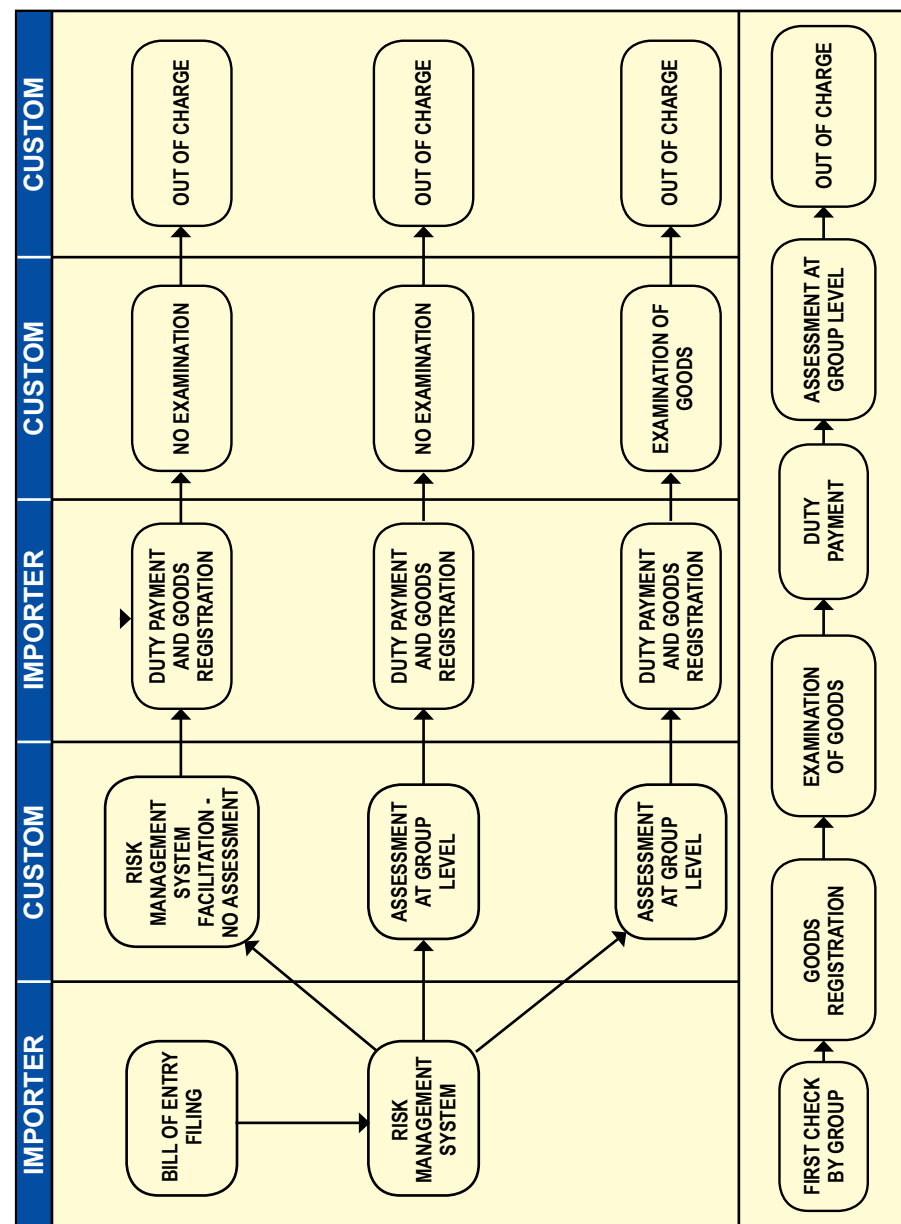 IMPORTER
CUSTOM
IMPORTER
CUSTOM
CUSTOM
BILL OF ENTRY
FILING
RISK
MANAGEMENT
SYSTEM
FACILITATION -
NO ASSESSMENT
DUTY PAYMENT
AND GOODS
REGISTRATION
NO EXAMINATION
OUT OF CHARGE
RISK
MANAGEMENT
SYSTEM
ASSESSMENT
AT GROUP
LEVEL
DUTY PAYMENT
AND GOODS
REGISTRATION
NO EXAMINATION
OUT OF CHARGE
ASSESSMENT
AT GROUP
LEVEL
DUTY PAYMENT
AND GOODS
REGISTRATION
EXAMINATION OF
GOODS
OUT OF CHARGE
FIRST CHECK
BY GROUP
GOODS
REGISTRATION
EXAMINATION
OF GOODS
DUTY
PAYMENT
ASSESSMENT AT
GROUP LEVEL
OUT OF CHARGE